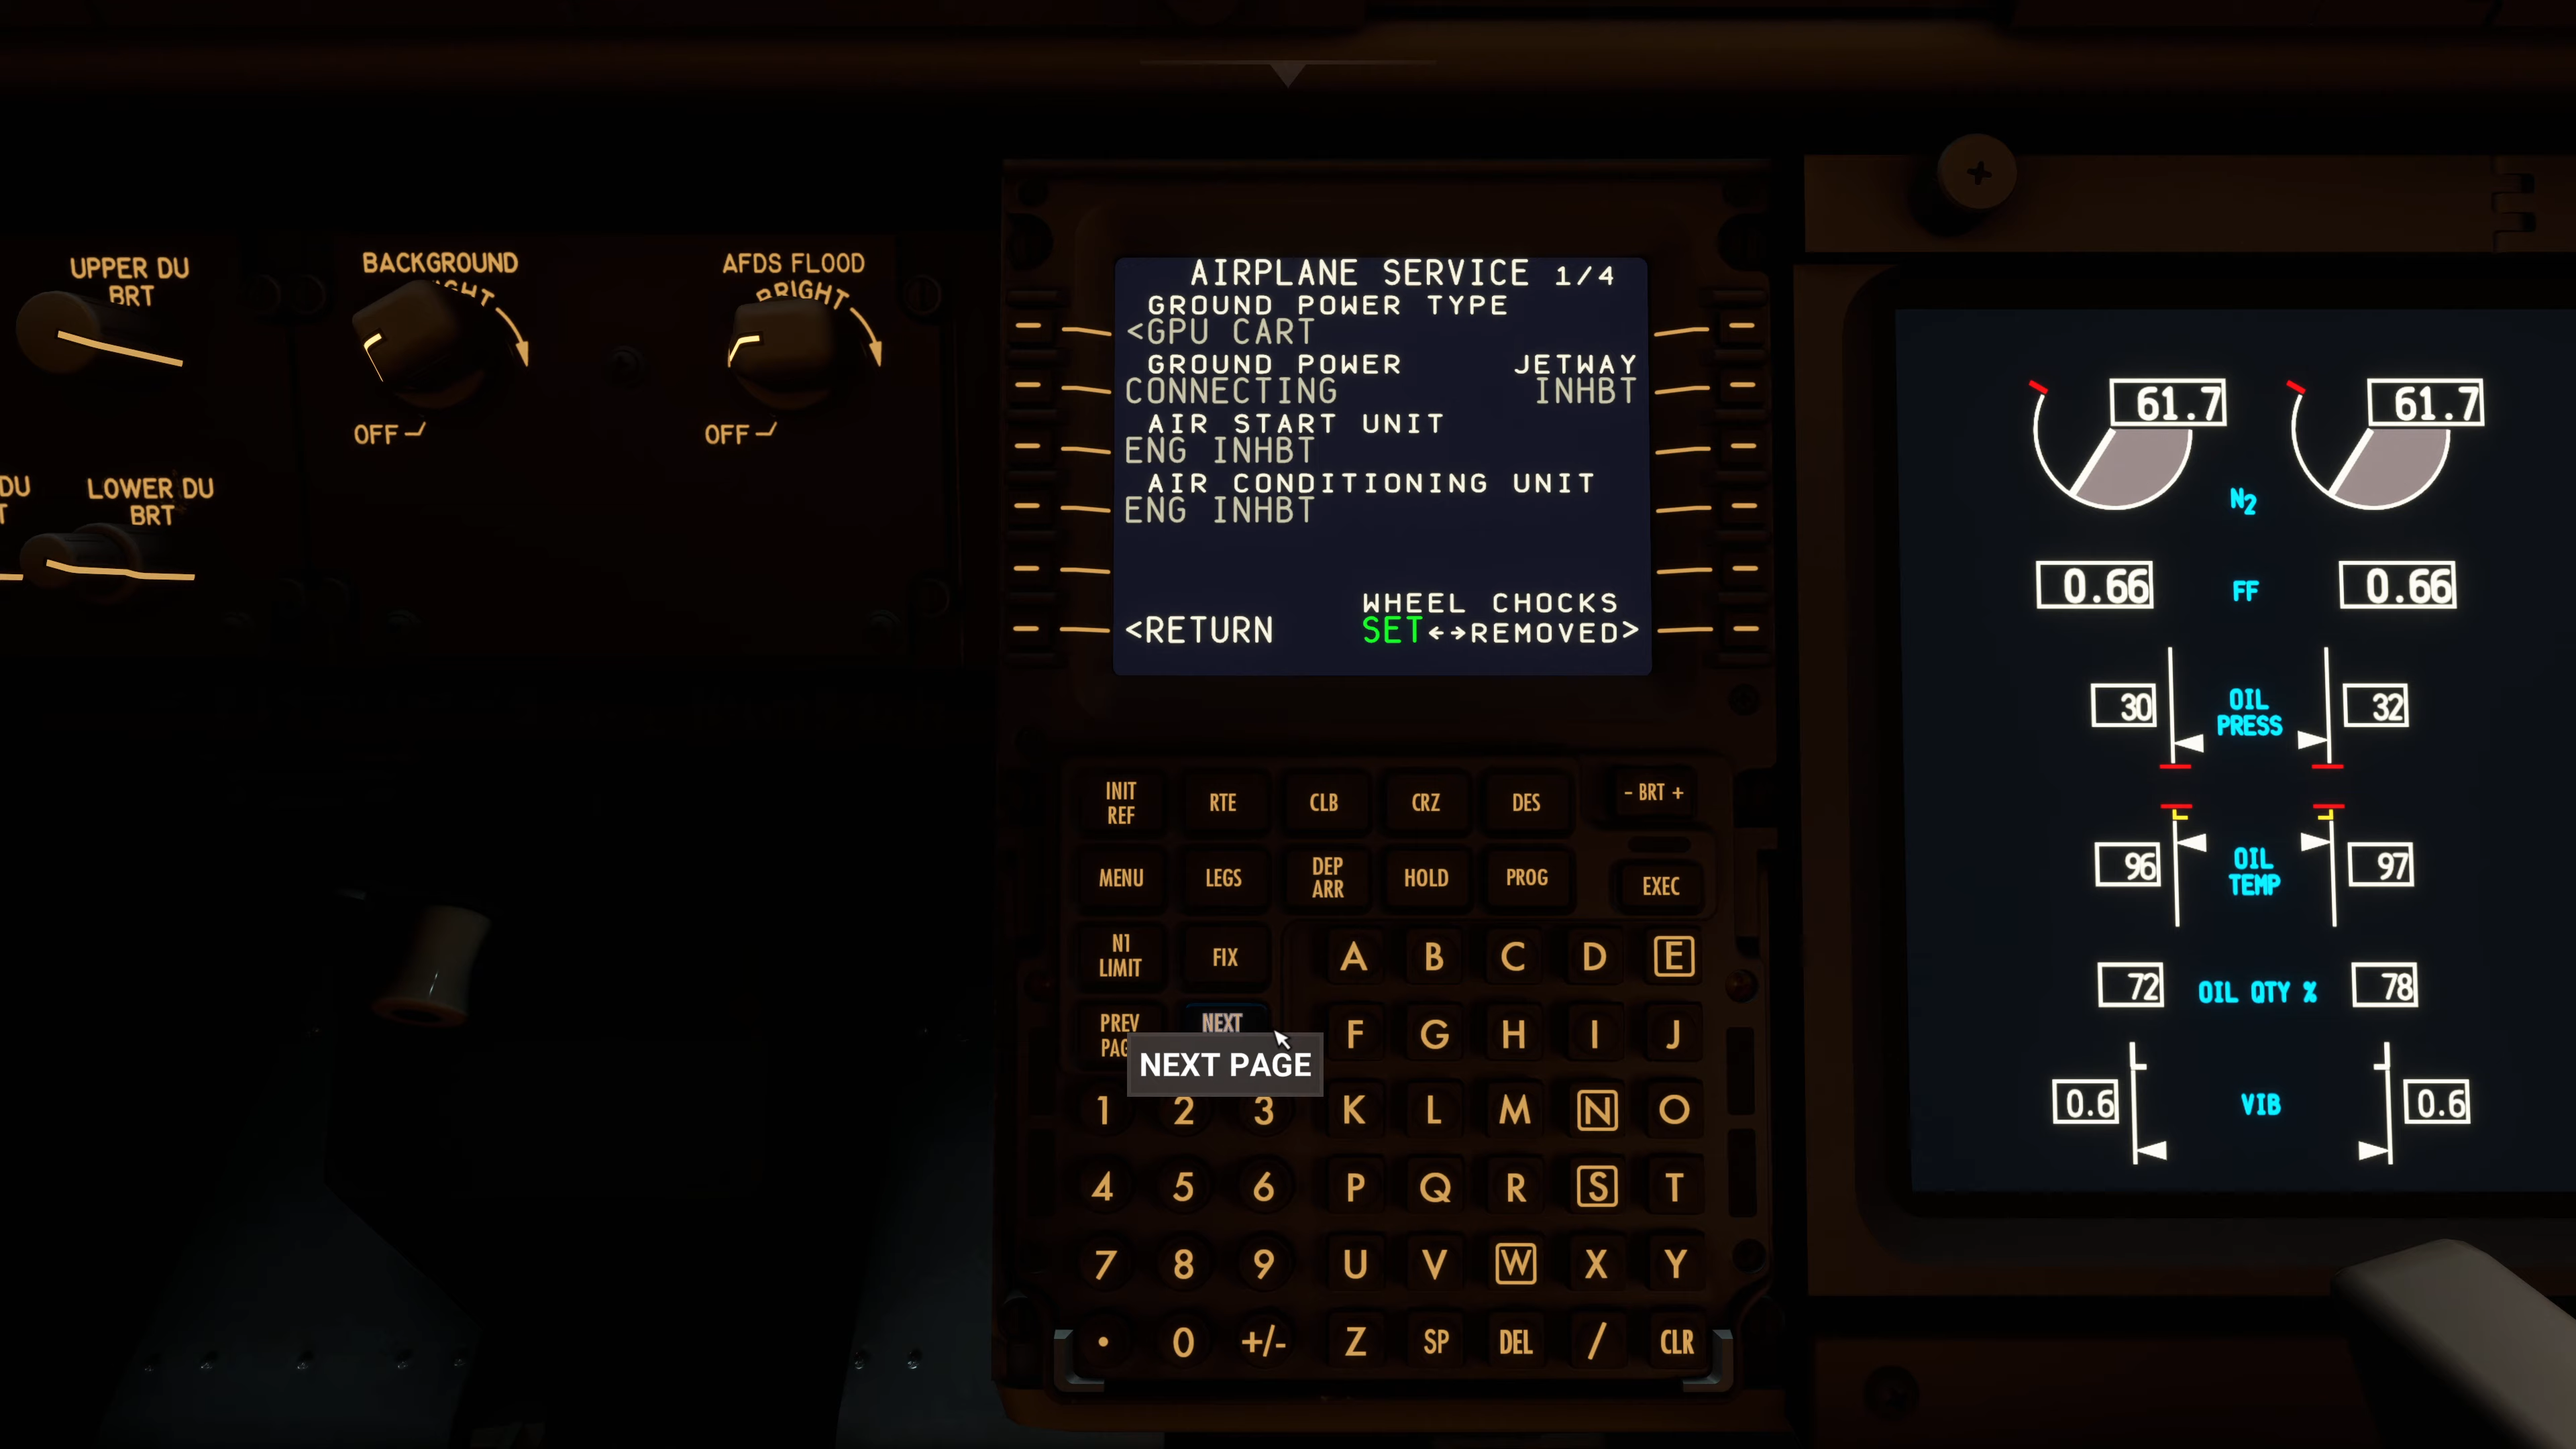 UPPER DU
BRT
BACKGROUND
OFF
AFDS FLOOD
BRIGHT
OFF
DU
LOWER DU
BRT
AIRPLANE SERVICE 1/4
GROUND POWER TYPE
<GPU CART
GROUND POWER JETWAY
CONNECTING INHBT
AIR START UNIT
ENG INHBT
AIR CONDITIONING UNIT
ENG INHBT
WHEEL CHOCKS
<RETURN SET←→REMOVED>
INIT REF
RTE
CLB
CRZ
DES
- BRT +
MENU
LEGS
DEP ARR
HOLD
PROG
EXEC
N1 LIMIT
FIX
A B C D E
PREV
NEXT
F G H I J
NEXT PAGE
1 2 3 K L M N O
4 5 6 P Q R S T
7 8 9 U V W X Y
. 0 +/- Z SP DEL / CLR
61.7 61.7
N2
0.66 FF 0.66
30 OIL PRESS 32
96 OIL TEMP 97
72 OIL QTY % 78
0.6 VIB 0.6